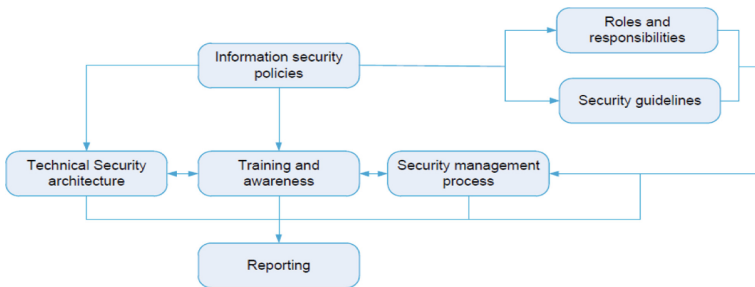 Roles and
responsibilities
Information security
policies
Security guidelines
Technical Security
architecture
Training and
awareness
Security management
process
Reporting